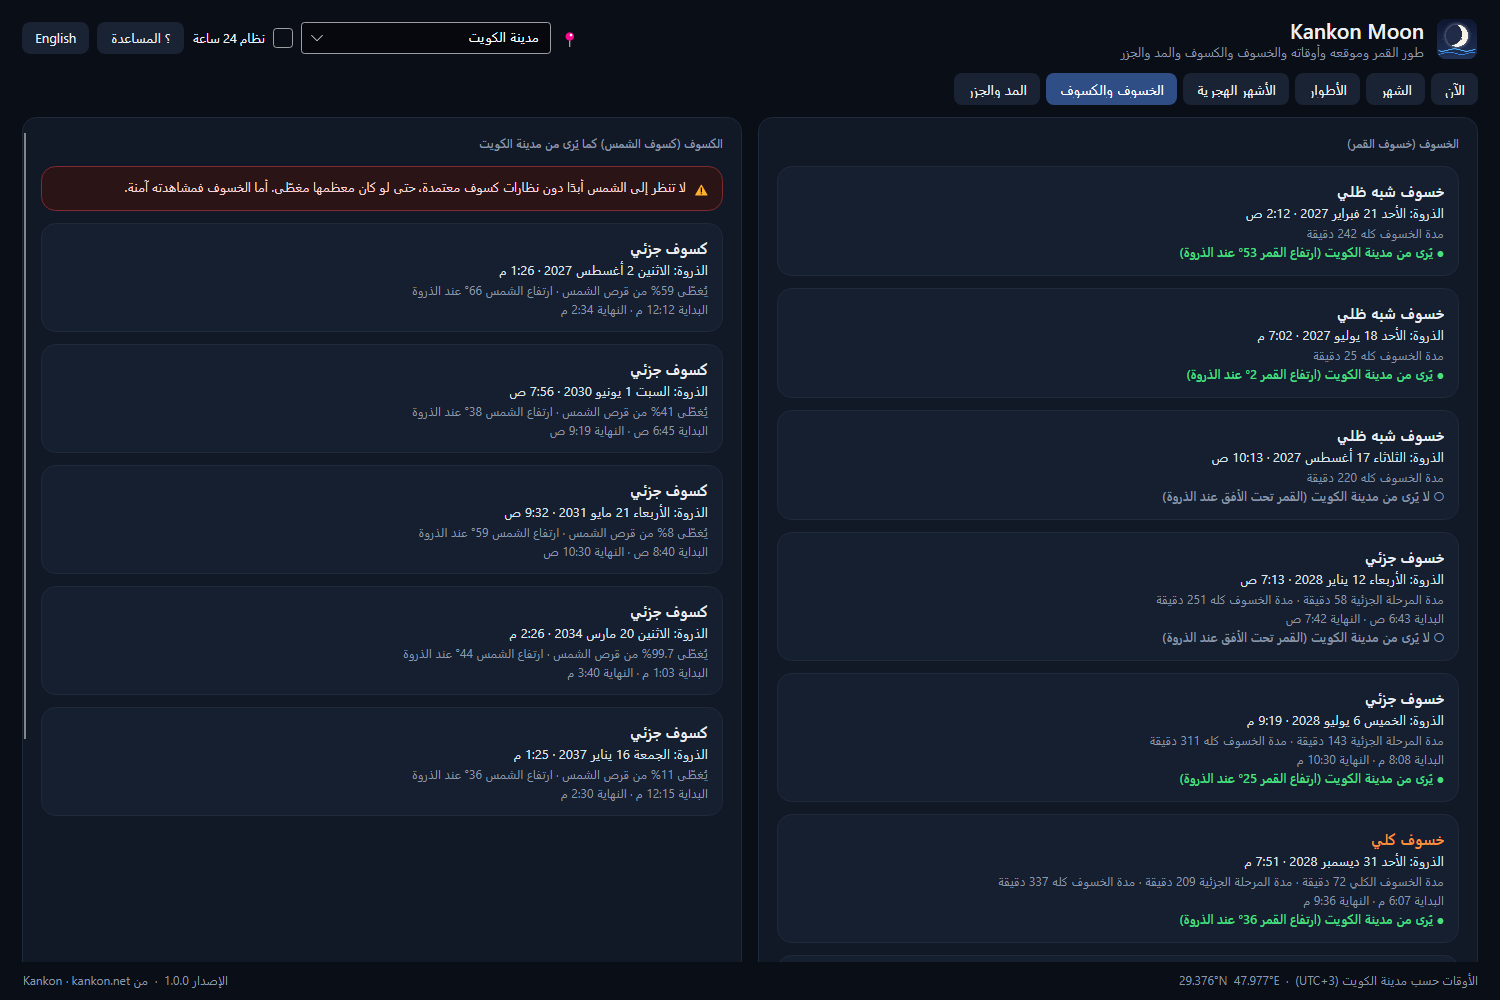 Kankon Moon
طور القمر وموقعه وأوقاته والخسوف والكسوف والمد والجزر
مدينة الكويت
نظام 24 ساعة
؟ المساعدة
English
الآن
الشهر
الأطوار
الأشهر الهجرية
الخسوف والكسوف
المد والجزر
الخسوف (خسوف القمر)
خسوف شبه ظلي
الذروة: الأحد 21 فبراير 2027 · 2:12 ص
مدة الخسوف كله 242 دقيقة
● يُرى من مدينة الكويت (ارتفاع القمر 53° عند الذروة)
خسوف شبه ظلي
الذروة: الأحد 18 يوليو 2027 · 7:02 م
مدة الخسوف كله 25 دقيقة
● يُرى من مدينة الكويت (ارتفاع القمر 2° عند الذروة)
خسوف شبه ظلي
الذروة: الثلاثاء 17 أغسطس 2027 · 10:13 ص
مدة الخسوف كله 220 دقيقة
○ لا يُرى من مدينة الكويت (القمر تحت الأفق عند الذروة)
خسوف جزئي
الذروة: الأربعاء 12 يناير 2028 · 7:13 ص
مدة المرحلة الجزئية 58 دقيقة · مدة الخسوف كله 251 دقيقة
البداية 6:43 ص · النهاية 7:42 ص
○ لا يُرى من مدينة الكويت (القمر تحت الأفق عند الذروة)
خسوف جزئي
الذروة: الخميس 6 يوليو 2028 · 9:19 م
مدة المرحلة الجزئية 143 دقيقة · مدة الخسوف كله 311 دقيقة
البداية 8:08 م · النهاية 10:30 م
● يُرى من مدينة الكويت (ارتفاع القمر 25° عند الذروة)
خسوف كلي
الذروة: الأحد 31 ديسمبر 2028 · 7:51 م
مدة الخسوف الكلي 72 دقيقة · مدة المرحلة الجزئية 209 دقيقة · مدة الخسوف كله 337 دقيقة
البداية 6:07 م · النهاية 9:36 م
● يُرى من مدينة الكويت (ارتفاع القمر 36° عند الذروة)
الكسوف (كسوف الشمس) كما يُرى من مدينة الكويت
⚠ لا تنظر إلى الشمس أبدًا دون نظارات كسوف معتمدة، حتى لو كان معظمها مغطّى. أما الخسوف فمشاهدته آمنة.
كسوف جزئي
الذروة: الاثنين 2 أغسطس 2027 · 1:26 م
يُغطّى 59% من قرص الشمس · ارتفاع الشمس 66° عند الذروة
البداية 12:12 م · النهاية 2:34 م
كسوف جزئي
الذروة: السبت 1 يونيو 2030 · 7:56 ص
يُغطّى 41% من قرص الشمس · ارتفاع الشمس 38° عند الذروة
البداية 6:45 ص · النهاية 9:19 ص
كسوف جزئي
الذروة: الأربعاء 21 مايو 2031 · 9:32 ص
يُغطّى 8% من قرص الشمس · ارتفاع الشمس 59° عند الذروة
البداية 8:40 ص · النهاية 10:30 ص
كسوف جزئي
الذروة: الاثنين 20 مارس 2034 · 2:26 م
يُغطّى 99.7% من قرص الشمس · ارتفاع الشمس 44° عند الذروة
البداية 1:03 م · النهاية 3:40 م
كسوف جزئي
الذروة: الجمعة 16 يناير 2037 · 1:25 م
يُغطّى 11% من قرص الشمس · ارتفاع الشمس 36° عند الذروة
البداية 12:15 م · النهاية 2:30 م
الأوقات حسب مدينة الكويت (UTC+3) · 29.376°N 47.977°E
الإصدار 1.0.0 · من Kankon · kankon.net